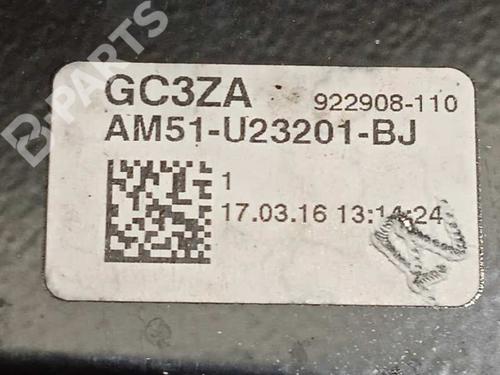 GC3ZA 922908-110
AM51-U23201-BJ
1
17.03.16 13:14:24
B-PARTS